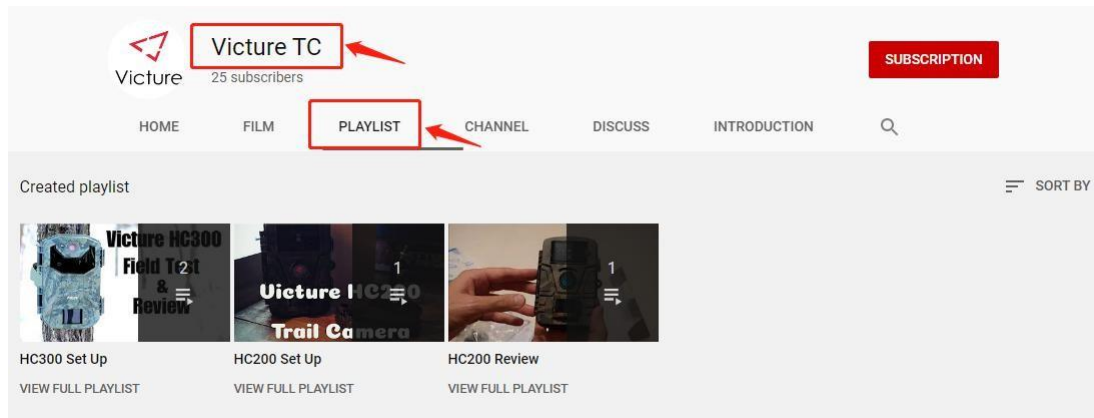 Victure
Victure TC
25 subscribers
SUBSCRIPTION
HOME FILM PLAYLIST CHANNEL DISCUSS INTRODUCTION
Created playlist
SORT BY
Victure HC300
Field Test
&
Review
2
Victure HC200
Trail Camera
1
1
HC300 Set Up
HC200 Set Up
HC200 Review
VIEW FULL PLAYLIST
VIEW FULL PLAYLIST
VIEW FULL PLAYLIST